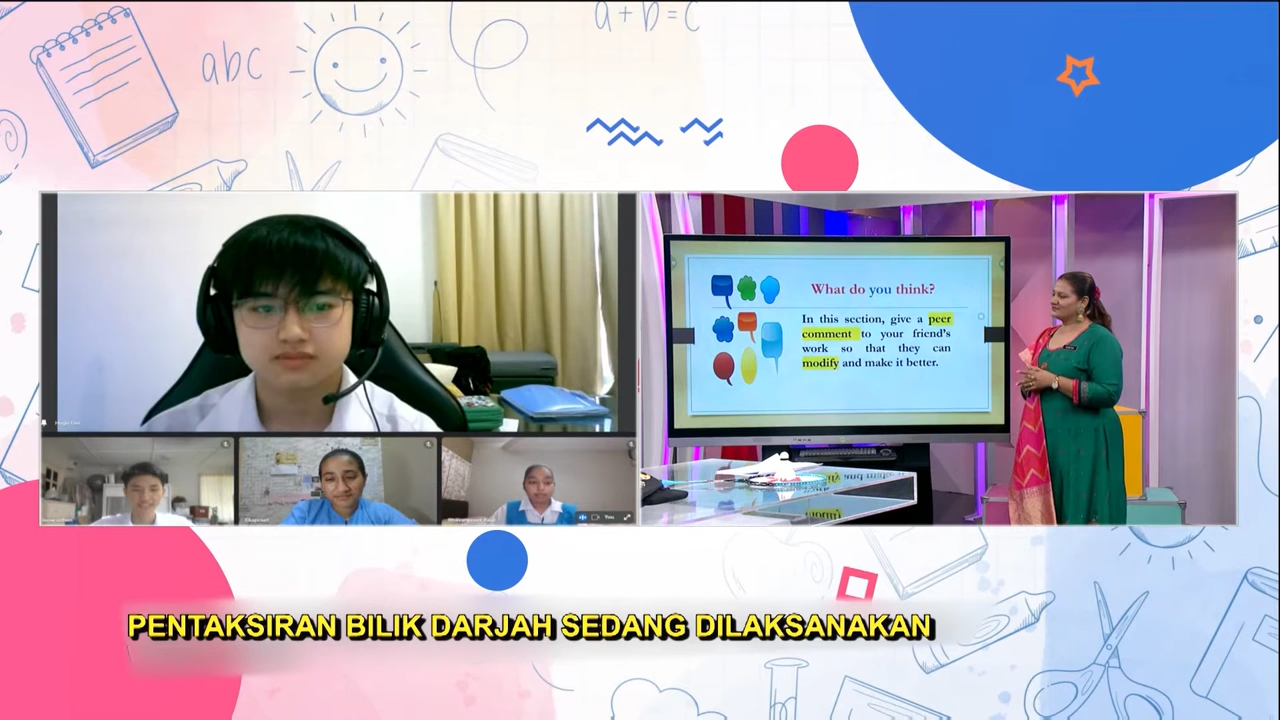 abc
a+b=c
What do you think?
In this section, give a peer
comment to your friend's
work so that they can
modify and make it better.
You
PENTAKSIRAN BILIK DARJAH SEDANG DILAKSANAKAN